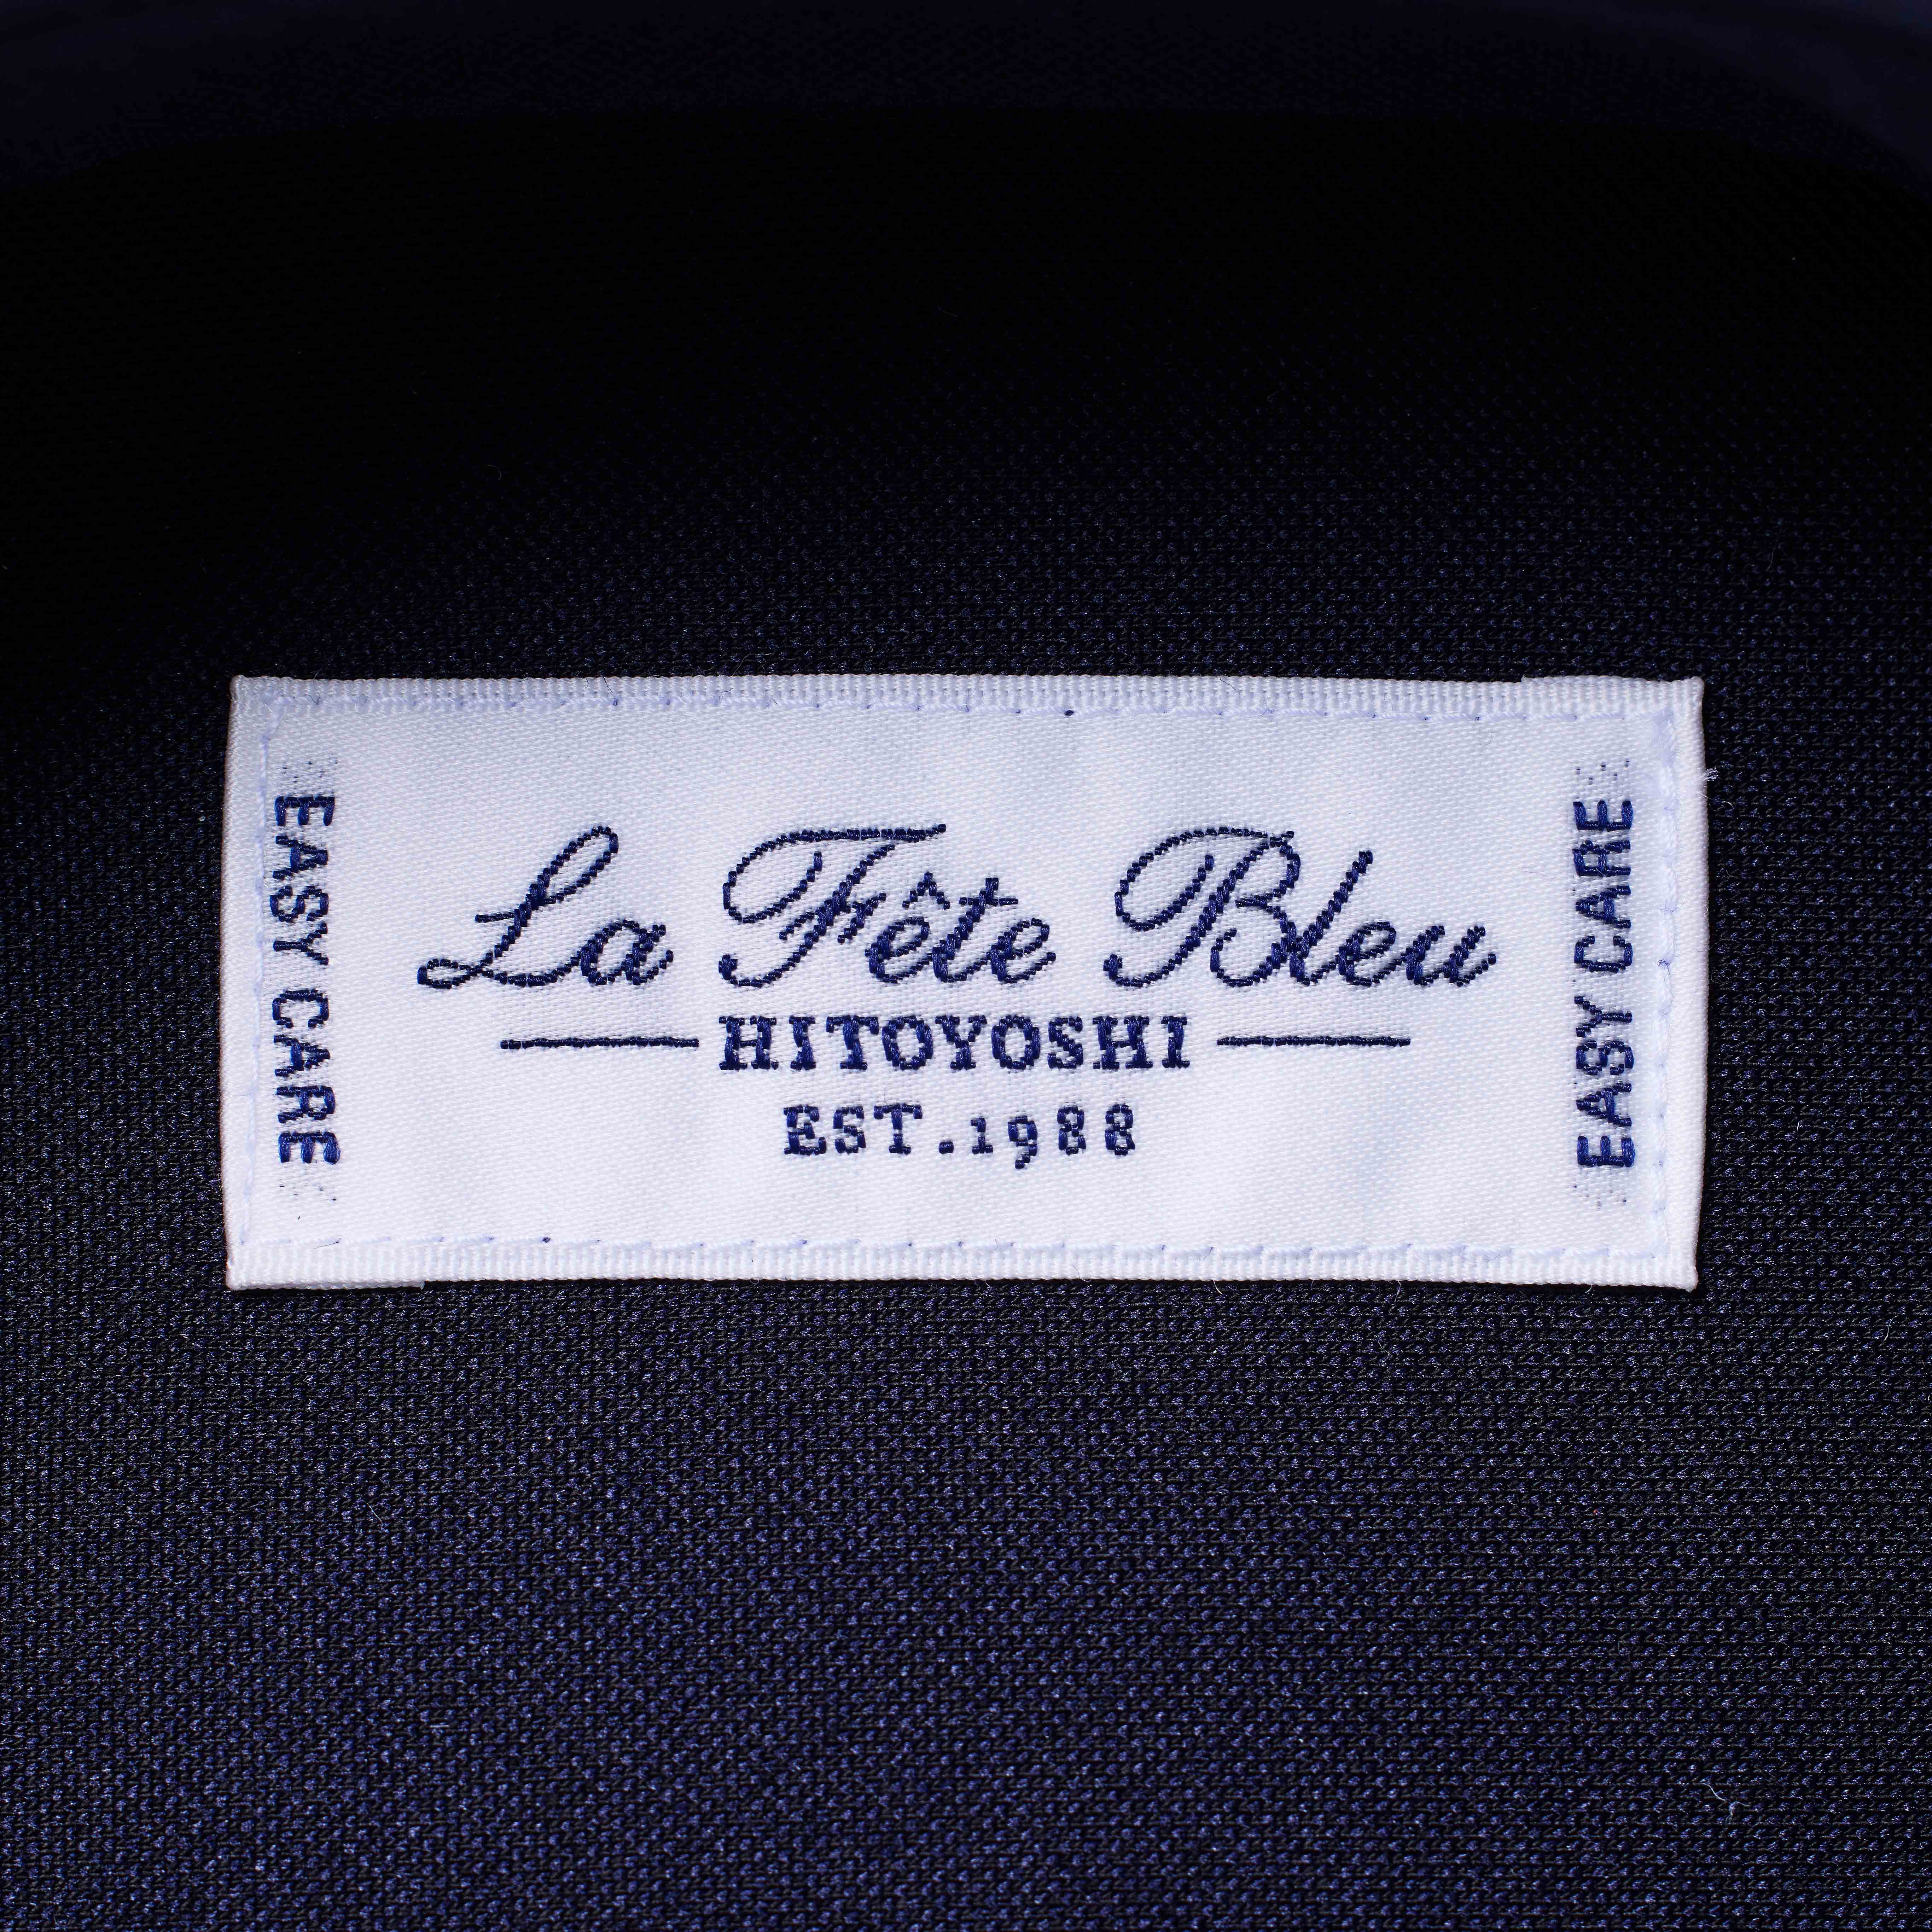 EASY CARE
La Fête Bleu
HITOYOSHI
EST.1988
EASY CARE